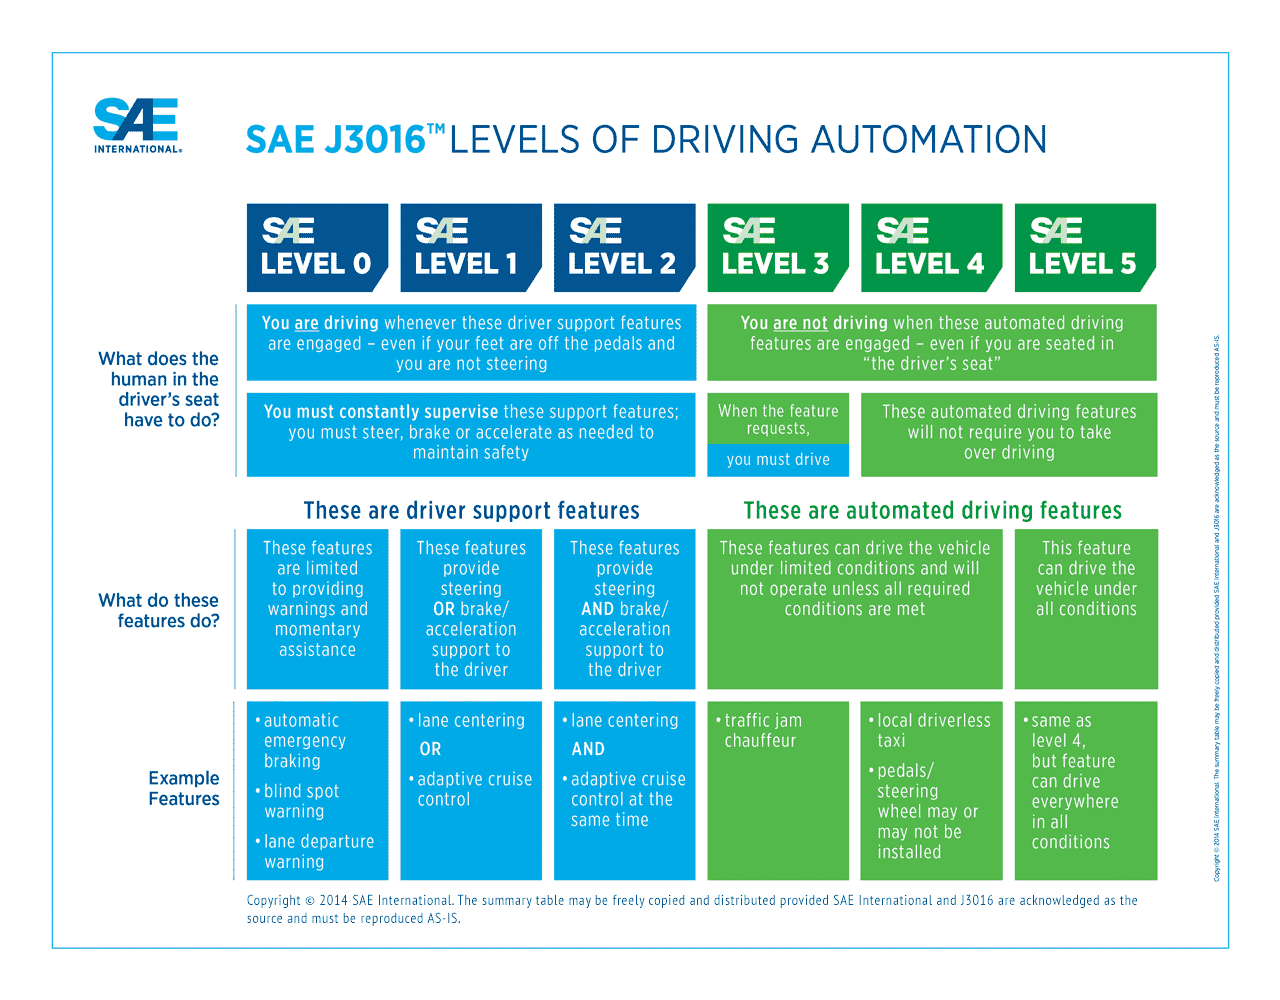 SAE
INTERNATIONAL®
SAE J3016™ LEVELS OF DRIVING AUTOMATION
SAE
LEVEL 0
SAE
LEVEL 1
SAE
LEVEL 2
SAE
LEVEL 3
SAE
LEVEL 4
SAE
LEVEL 5
What does the
human in the
driver's seat
have to do?
You are driving whenever these driver support features
are engaged – even if your feet are off the pedals and
you are not steering
You are not driving when these automated driving
features are engaged – even if you are seated in
“the driver's seat”
You must constantly supervise these support features;
you must steer, brake or accelerate as needed to
maintain safety
When the feature
requests,
you must drive
These automated driving features
will not require you to take
over driving
These are driver support features
These are automated driving features
What do these
features do?
These features
are limited
to providing
warnings and
momentary
assistance
These features
provide
steering
OR brake/
acceleration
support to
the driver
These features
provide
steering
AND brake/
acceleration
support to
the driver
These features can drive the vehicle
under limited conditions and will
not operate unless all required
conditions are met
This feature
can drive the
vehicle under
all conditions
Example
Features
• automatic
emergency
braking
• blind spot
warning
• lane departure
warning
• lane centering
OR
• adaptive cruise
control
• lane centering
AND
• adaptive cruise
control at the
same time
• traffic jam
chauffeur
• local driverless
taxi
• pedals/
steering
wheel may or
may not be
installed
• same as
level 4,
but feature
can drive
everywhere
in all
conditions
Copyright © 2014 SAE International. The summary table may be freely copied and distributed provided SAE International and J3016 are acknowledged as the
source and must be reproduced AS-IS.
Copyright © 2014 SAE International. The summary table may be freely copied and distributed provided SAE International and J3016 are acknowledged as the source and must be reproduced AS-IS.